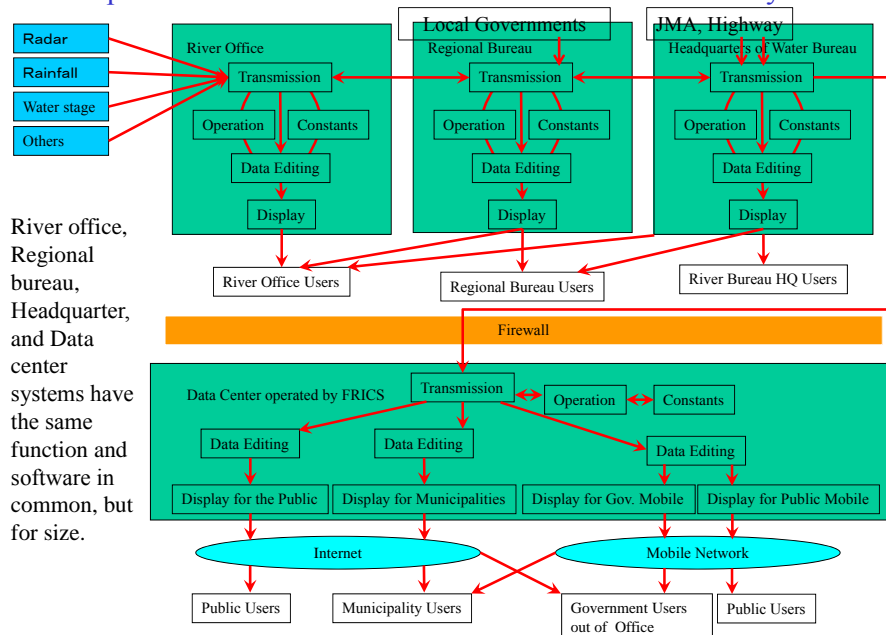 Local Governments
JMA, Highway
Radar
Rainfall
Water stage
Others
River Office
Transmission
Operation
Constants
Data Editing
Display
Regional Bureau
Transmission
Operation
Constants
Data Editing
Display
Headquarters of Water Bureau
Transmission
Operation
Constants
Data Editing
Display
River Office Users
Regional Bureau Users
River Bureau HQ Users
River office,
Regional
bureau,
Headquarter,
and Data
center
systems have
the same
function and
software in
common, but
for size.
Firewall
Data Center operated by FRICS
Transmission
Operation
Constants
Data Editing
Data Editing
Data Editing
Display for the Public
Display for Municipalities
Display for Gov. Mobile
Display for Public Mobile
Internet
Mobile Network
Public Users
Municipality Users
Government Users
out of Office
Public Users